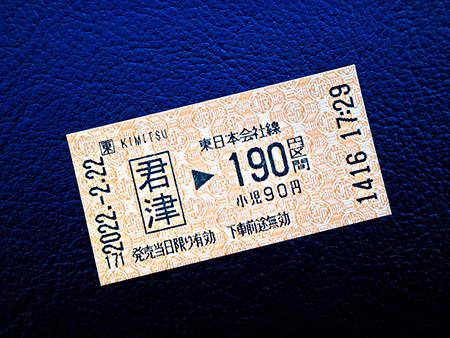 東 KIMITSU
君津
東日本会社線
▶ 190円区間
小児90円
発売当日限り有効 下車前途無効
2022.-2.22
171
1416 17:29